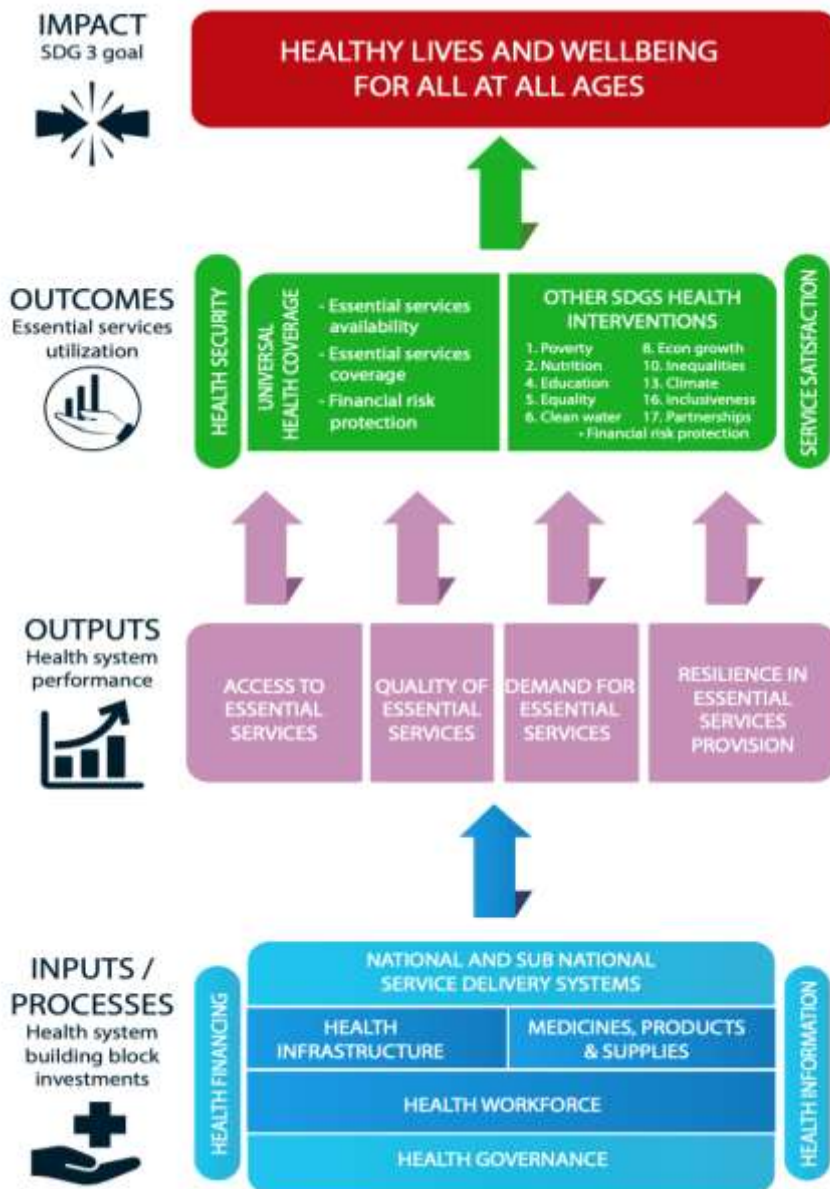 IMPACT
SDG 3 goal
HEALTHY LIVES AND WELLBEING
FOR ALL AT ALL AGES
OUTCOMES
Essential services
utilization
HEALTH SECURITY
UNIVERSAL
HEALTH COVERAGE
- Essential services
availability
- Essential services
coverage
- Financial risk
protection
OTHER SDGS HEALTH
INTERVENTIONS
1. Poverty
2. Nutrition
4. Education
5. Equality
6. Clean water
8. Econ growth
10. Inequalities
13. Climate
16. Inclusiveness
17. Partnerships
- Financial risk protection
SERVICE SATISFACTION
OUTPUTS
Health system
performance
ACCESS TO
ESSENTIAL
SERVICES
QUALITY OF
ESSENTIAL
SERVICES
DEMAND FOR
ESSENTIAL
SERVICES
RESILIENCE IN
ESSENTIAL
SERVICES
PROVISION
INPUTS /
PROCESSES
Health system
building block
investments
HEALTH FINANCING
NATIONAL AND SUB NATIONAL
SERVICE DELIVERY SYSTEMS
HEALTH
INFRASTRUCTURE
MEDICINES, PRODUCTS
& SUPPLIES
HEALTH WORKFORCE
HEALTH GOVERNANCE
HEALTH INFORMATION